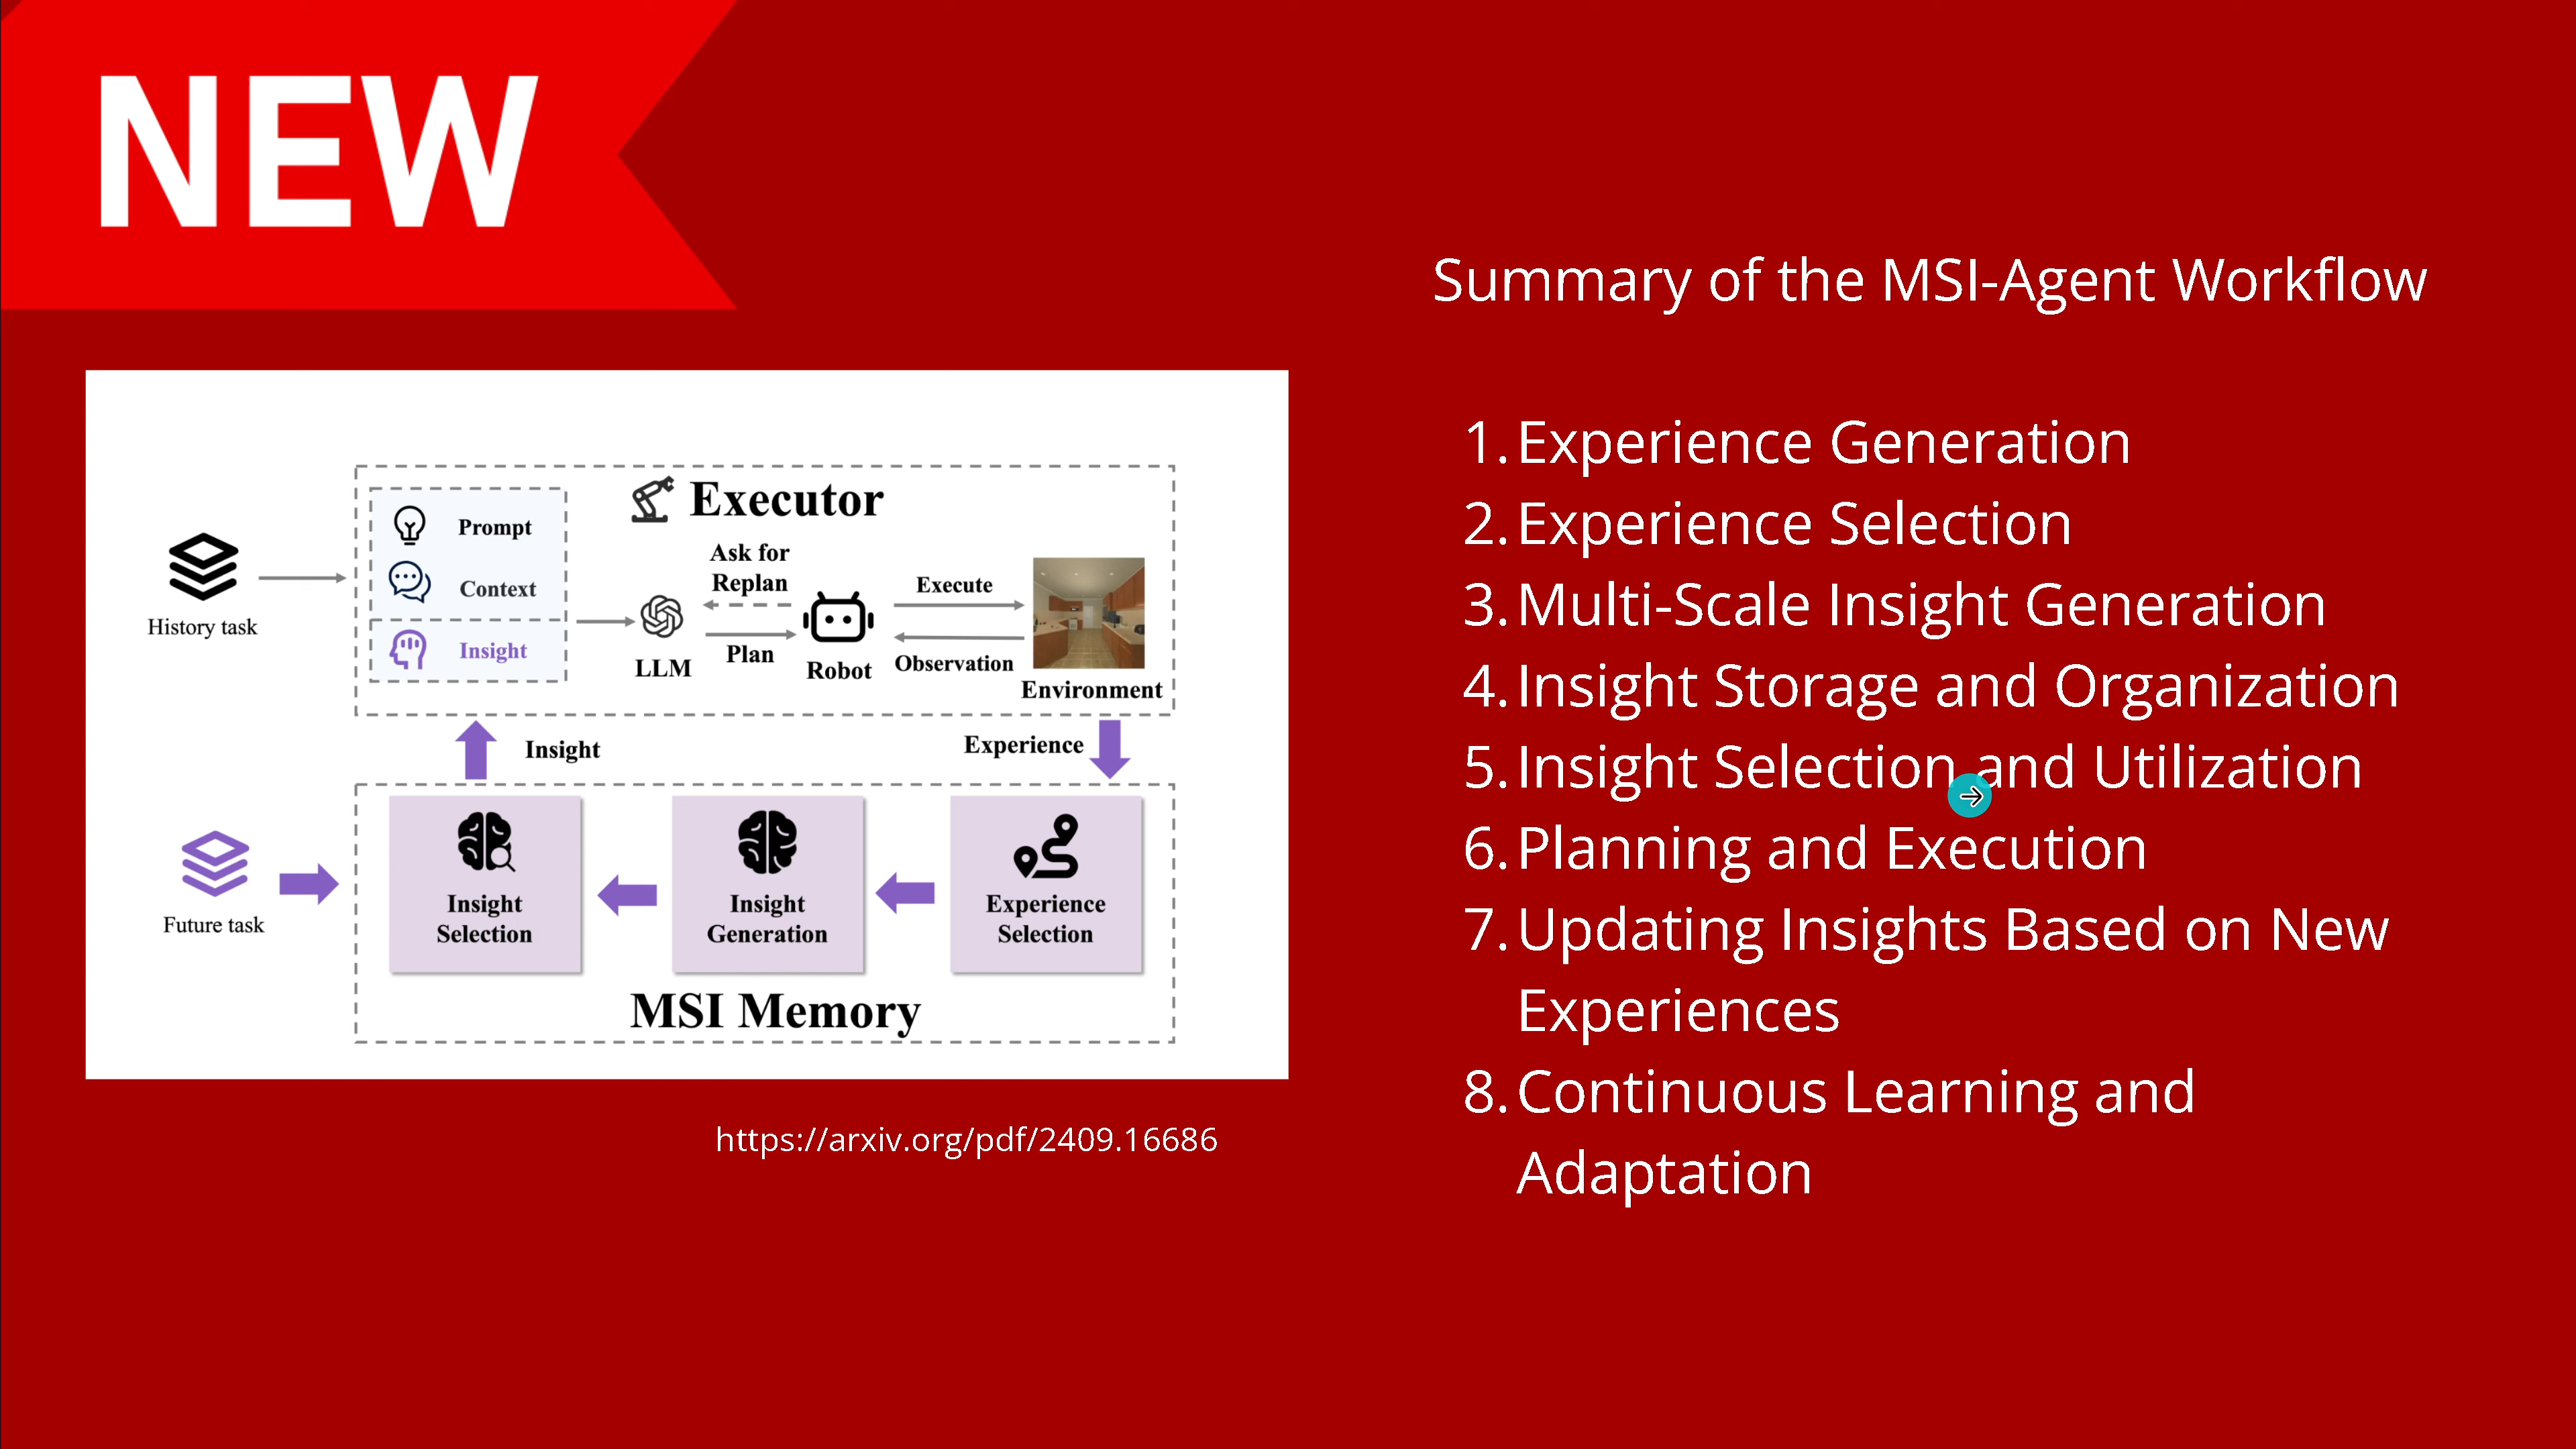 NEW
Summary of the MSI-Agent Workflow
1. Experience Generation
2. Experience Selection
3. Multi-Scale Insight Generation
4. Insight Storage and Organization
5. Insight Selection and Utilization
6. Planning and Execution
7. Updating Insights Based on New
Experiences
8. Continuous Learning and
Adaptation
History task
Prompt
Context
Insight
Executor
Ask for
Replan
LLM
Plan
Robot
Execute
Observation
Environment
Insight
Experience
Future task
Insight
Selection
Insight
Generation
Experience
Selection
MSI Memory
https://arxiv.org/pdf/2409.16686